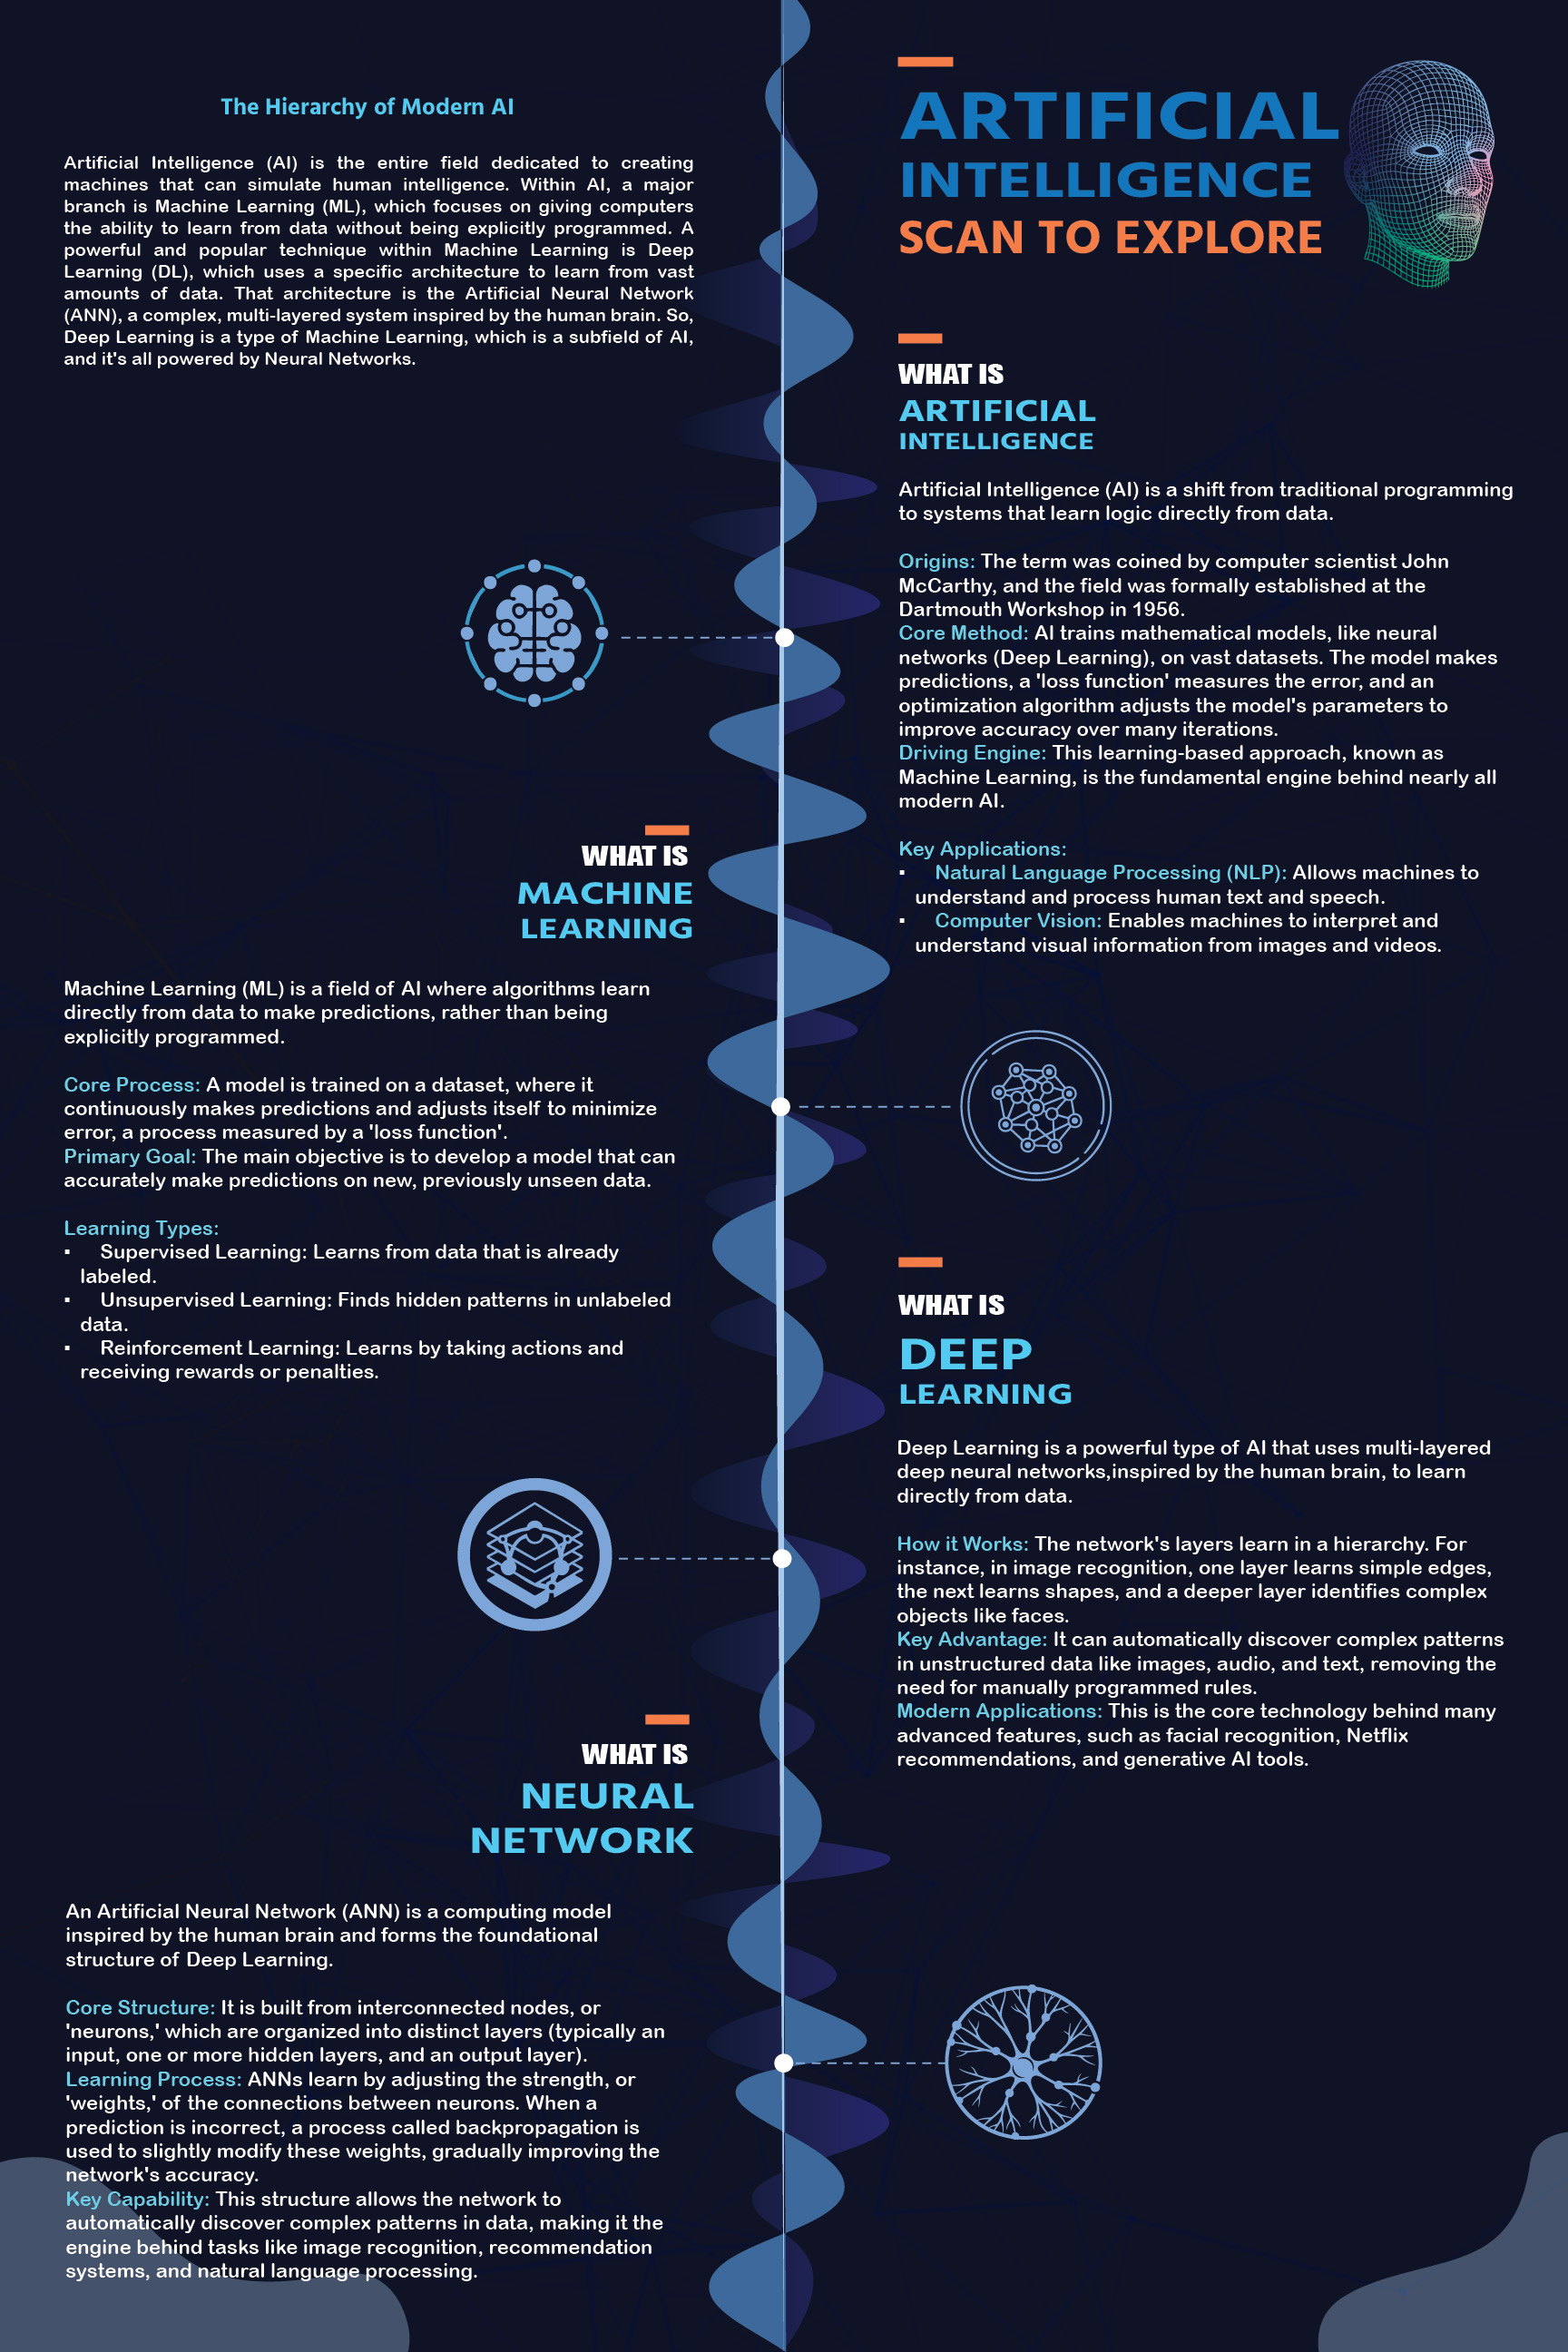 The Hierarchy of Modern AI
Artificial Intelligence (AI) is the entire field dedicated to creating
machines that can simulate human intelligence. Within AI, a major
branch is Machine Learning (ML), which focuses on giving computers
the ability to learn from data without being explicitly programmed. A
powerful and popular technique within Machine Learning is Deep
Learning (DL), which uses a specific architecture to learn from vast
amounts of data. That architecture is the Artificial Neural Network
(ANN), a complex, multi-layered system inspired by the human brain. So,
Deep Learning is a type of Machine Learning, which is a subfield of AI,
and it's all powered by Neural Networks.
ARTIFICIAL
INTELLIGENCE
SCAN TO EXPLORE
WHAT IS
ARTIFICIAL
INTELLIGENCE
Artificial Intelligence (AI) is a shift from traditional programming
to systems that learn logic directly from data.
Origins: The term was coined by computer scientist John
McCarthy, and the field was formally established at the
Dartmouth Workshop in 1956.
Core Method: AI trains mathematical models, like neural
networks (Deep Learning), on vast datasets. The model makes
predictions, a 'loss function' measures the error, and an
optimization algorithm adjusts the model's parameters to
improve accuracy over many iterations.
Driving Engine: This learning-based approach, known as
Machine Learning, is the fundamental engine behind nearly all
modern AI.
Key Applications:
▪ Natural Language Processing (NLP): Allows machines to
understand and process human text and speech.
▪ Computer Vision: Enables machines to interpret and
understand visual information from images and videos.
WHAT IS
MACHINE
LEARNING
Machine Learning (ML) is a field of AI where algorithms learn
directly from data to make predictions, rather than being
explicitly programmed.
Core Process: A model is trained on a dataset, where it
continuously makes predictions and adjusts itself to minimize
error, a process measured by a 'loss function'.
Primary Goal: The main objective is to develop a model that can
accurately make predictions on new, previously unseen data.
Learning Types:
▪ Supervised Learning: Learns from data that is already
labeled.
▪ Unsupervised Learning: Finds hidden patterns in unlabeled
data.
▪ Reinforcement Learning: Learns by taking actions and
receiving rewards or penalties.
WHAT IS
DEEP
LEARNING
Deep Learning is a powerful type of AI that uses multi-layered
deep neural networks,inspired by the human brain, to learn
directly from data.
How it Works: The network's layers learn in a hierarchy. For
instance, in image recognition, one layer learns simple edges,
the next learns shapes, and a deeper layer identifies complex
objects like faces.
Key Advantage: It can automatically discover complex patterns
in unstructured data like images, audio, and text, removing the
need for manually programmed rules.
Modern Applications: This is the core technology behind many
advanced features, such as facial recognition, Netflix
recommendations, and generative AI tools.
WHAT IS
NEURAL
NETWORK
An Artificial Neural Network (ANN) is a computing model
inspired by the human brain and forms the foundational
structure of Deep Learning.
Core Structure: It is built from interconnected nodes, or
'neurons,' which are organized into distinct layers (typically an
input, one or more hidden layers, and an output layer).
Learning Process: ANNs learn by adjusting the strength, or
'weights,' of the connections between neurons. When a
prediction is incorrect, a process called backpropagation is
used to slightly modify these weights, gradually improving the
network's accuracy.
Key Capability: This structure allows the network to
automatically discover complex patterns in data, making it the
engine behind tasks like image recognition, recommendation
systems, and natural language processing.